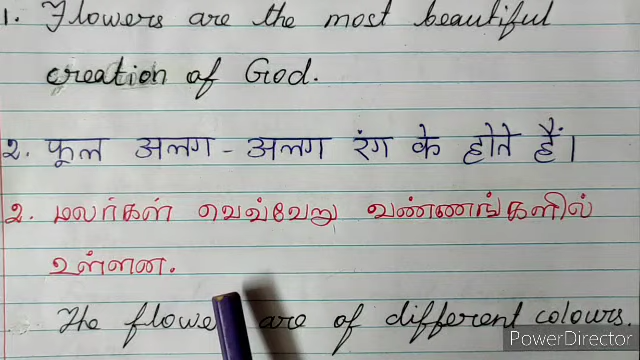 1. Flowers are the most beautiful
creation of God.
२. फूल अलग - अलग रंग के होते हैं।
2. மலர்கள் வெவ்வேறு வண்ணங்களில்
உள்ளன.
The flowe are of different colours.
PowerDirector